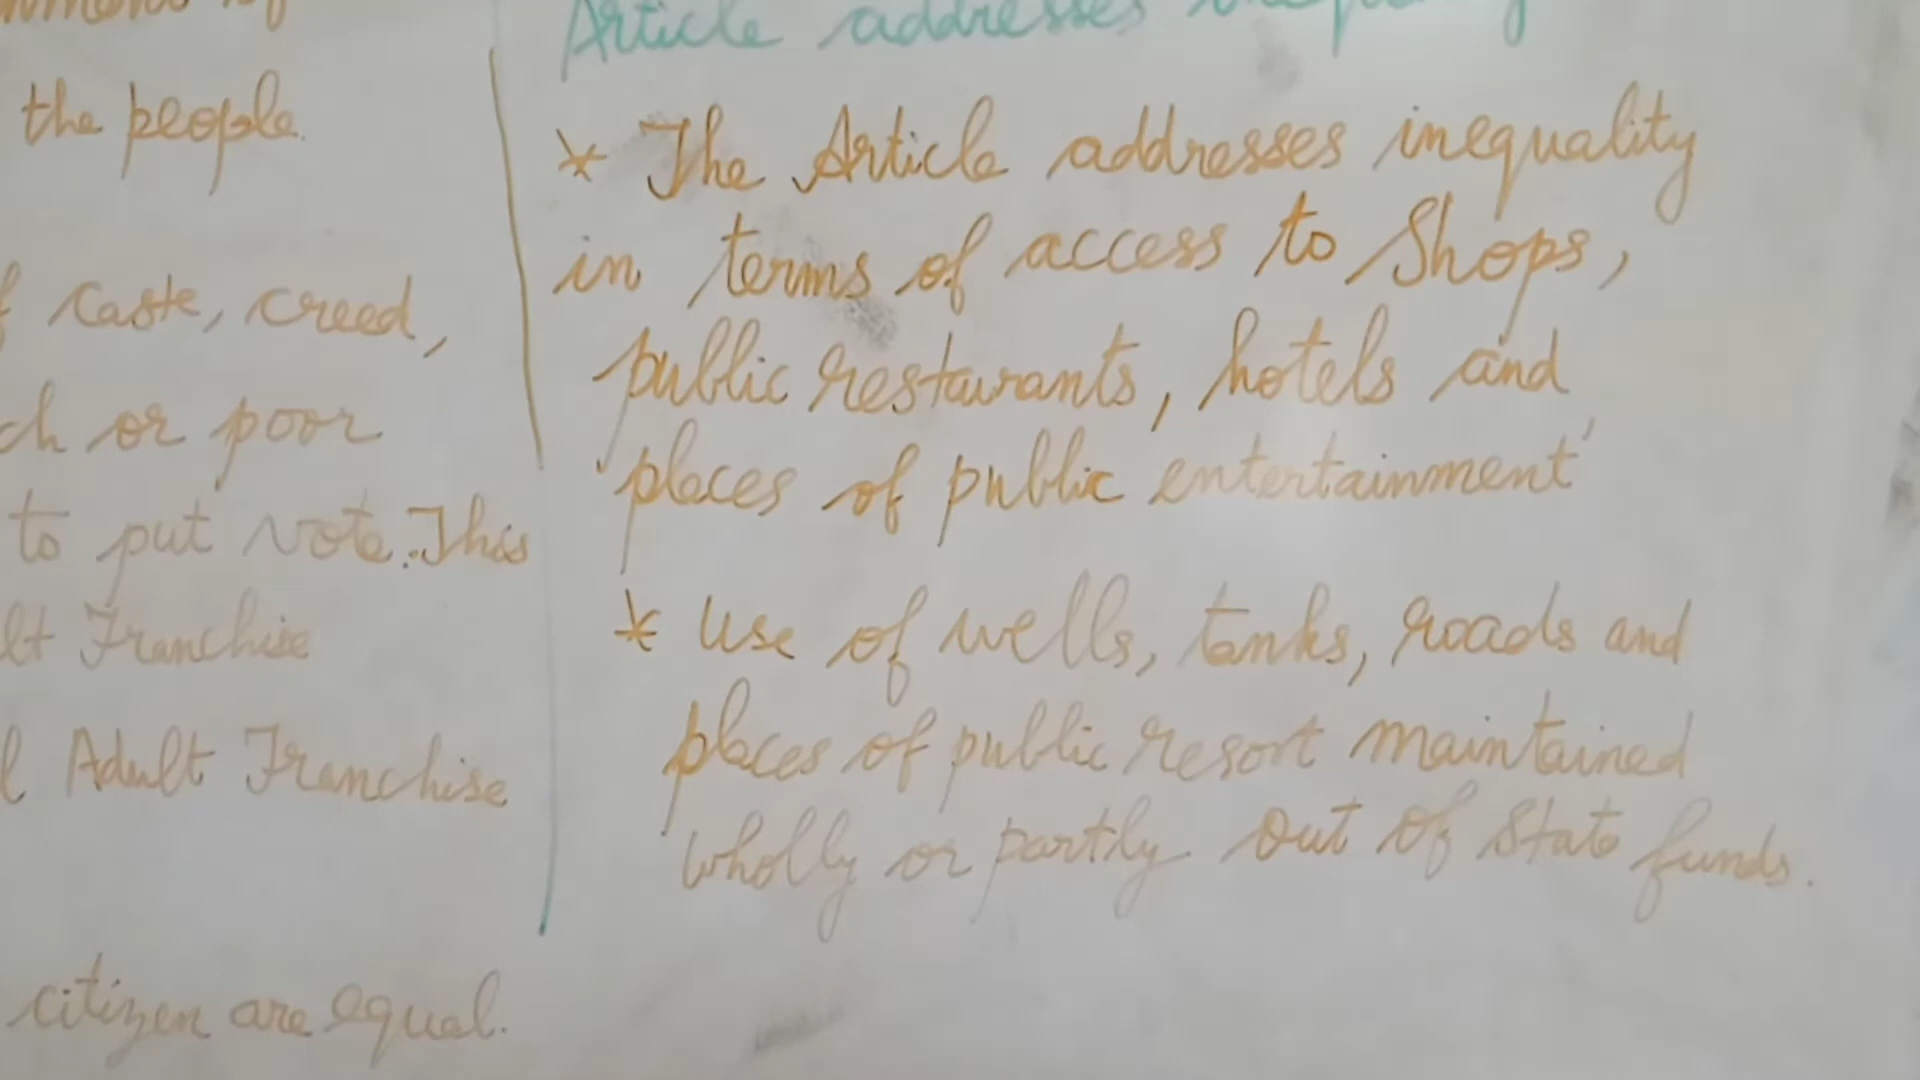 the people.
caste, creed,
or poor
to put vote. This
Franchise
Adult Franchise
citizen are equal.
Article addresses
* The Article addresses inequality
in terms of access to Shops,
public restaurants, hotels and
places of public entertainment
* Use of wells, tanks, roads and
places of public resort maintained
wholly or partly out of State funds.